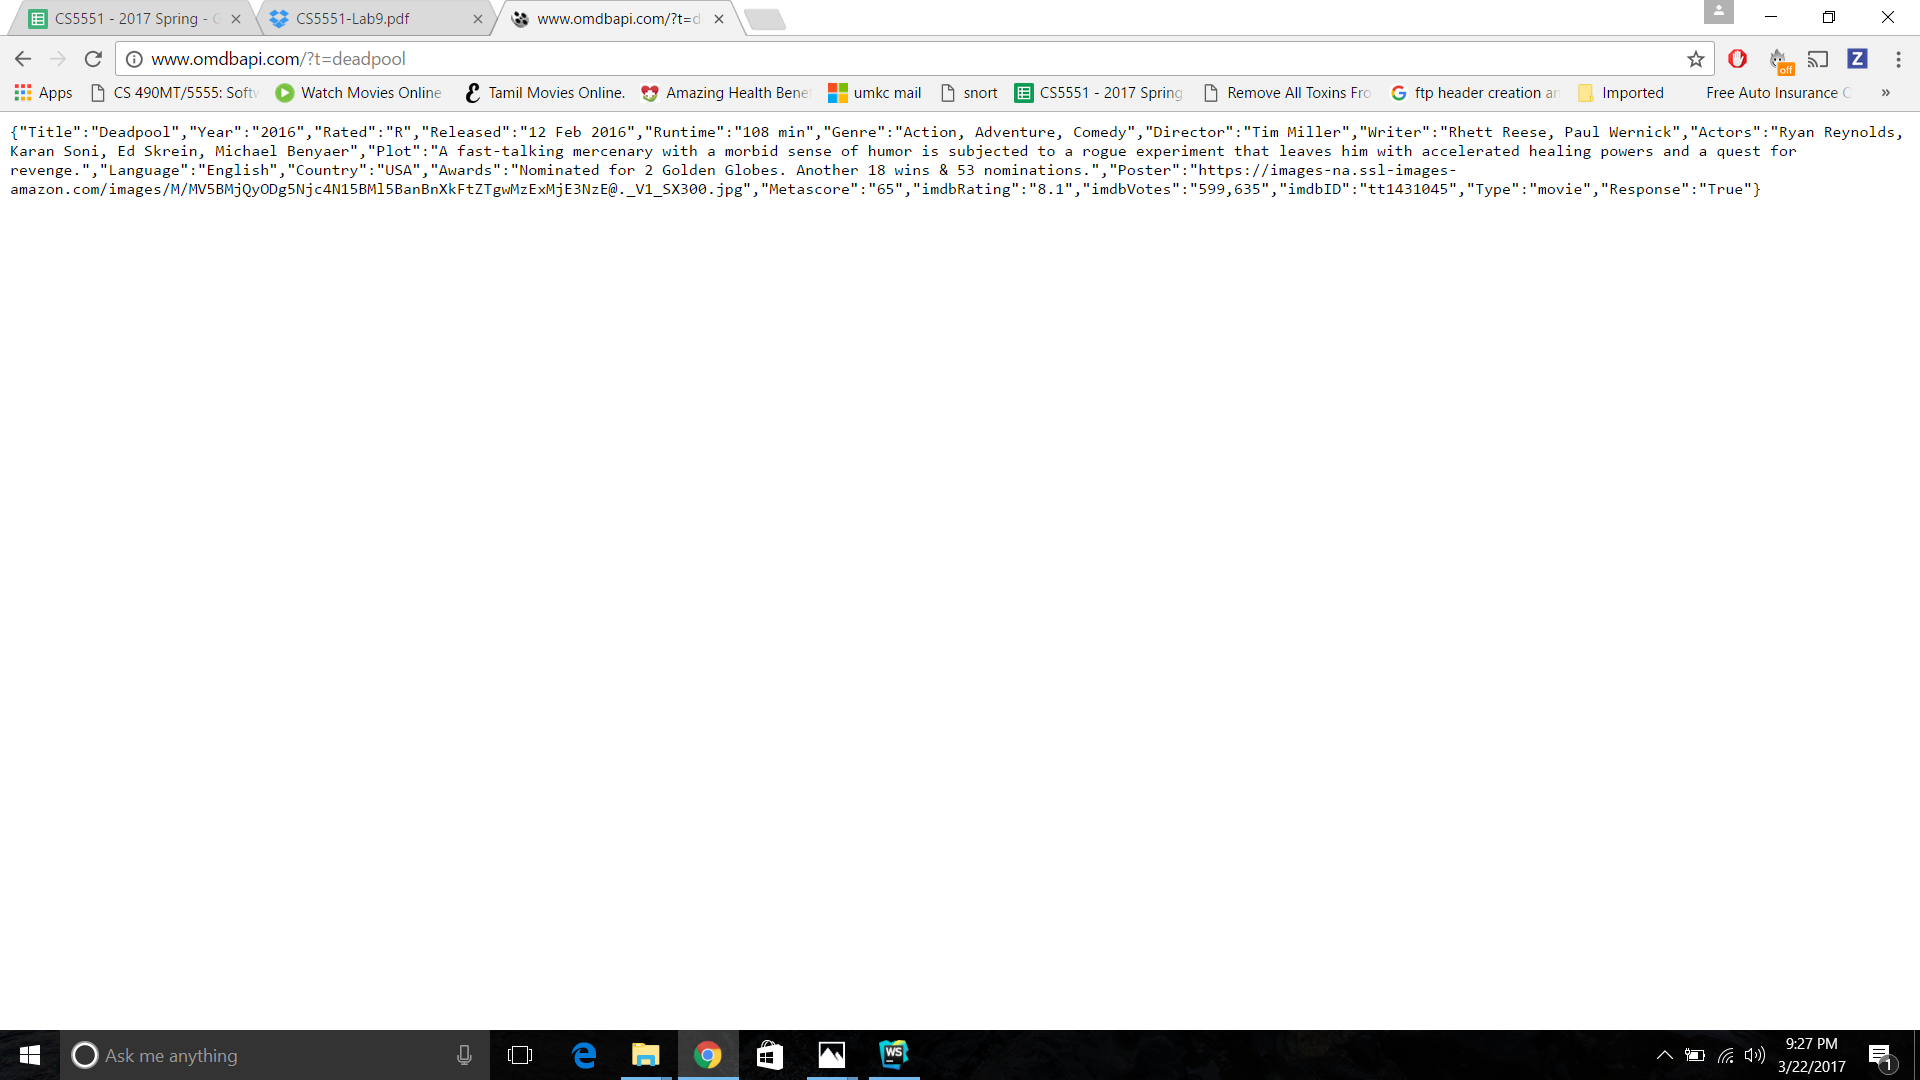 CS5551 - 2017 Spring - G
CS5551-Lab9.pdf
www.omdbapi.com/?t=d
www.omdbapi.com/?t=deadpool
off
Z
Apps
CS 490MT/5555: Softw
Watch Movies Online
Tamil Movies Online.
Amazing Health Bene
umkc mail
snort
CS5551 - 2017 Spring
Remove All Toxins Fro
ftp header creation an
Imported
Free Auto Insurance Q
»
{"Title":"Deadpool","Year":"2016","Rated":"R","Released":"12 Feb 2016","Runtime":"108 min","Genre":"Action, Adventure, Comedy","Director":"Tim Miller","Writer":"Rhett Reese, Paul Wernick","Actors":"Ryan Reynolds,
Karan Soni, Ed Skrein, Michael Benyaer","Plot":"A fast-talking mercenary with a morbid sense of humor is subjected to a rogue experiment that leaves him with accelerated healing powers and a quest for
revenge.","Language":"English","Country":"USA","Awards":"Nominated for 2 Golden Globes. Another 18 wins & 53 nominations.","Poster":"https://images-na.ssl-images-
amazon.com/images/M/MV5BMjQyODg5Njc4N15BMl5BanBnXkFtZTgwMzExMjE3NzE@._V1_SX300.jpg","Metascore":"65","imdbRating":"8.1","imdbVotes":"599,635","imdbID":"tt1431045","Type":"movie","Response":"True"}
Ask me anything
WS
9:27 PM
3/22/2017
1